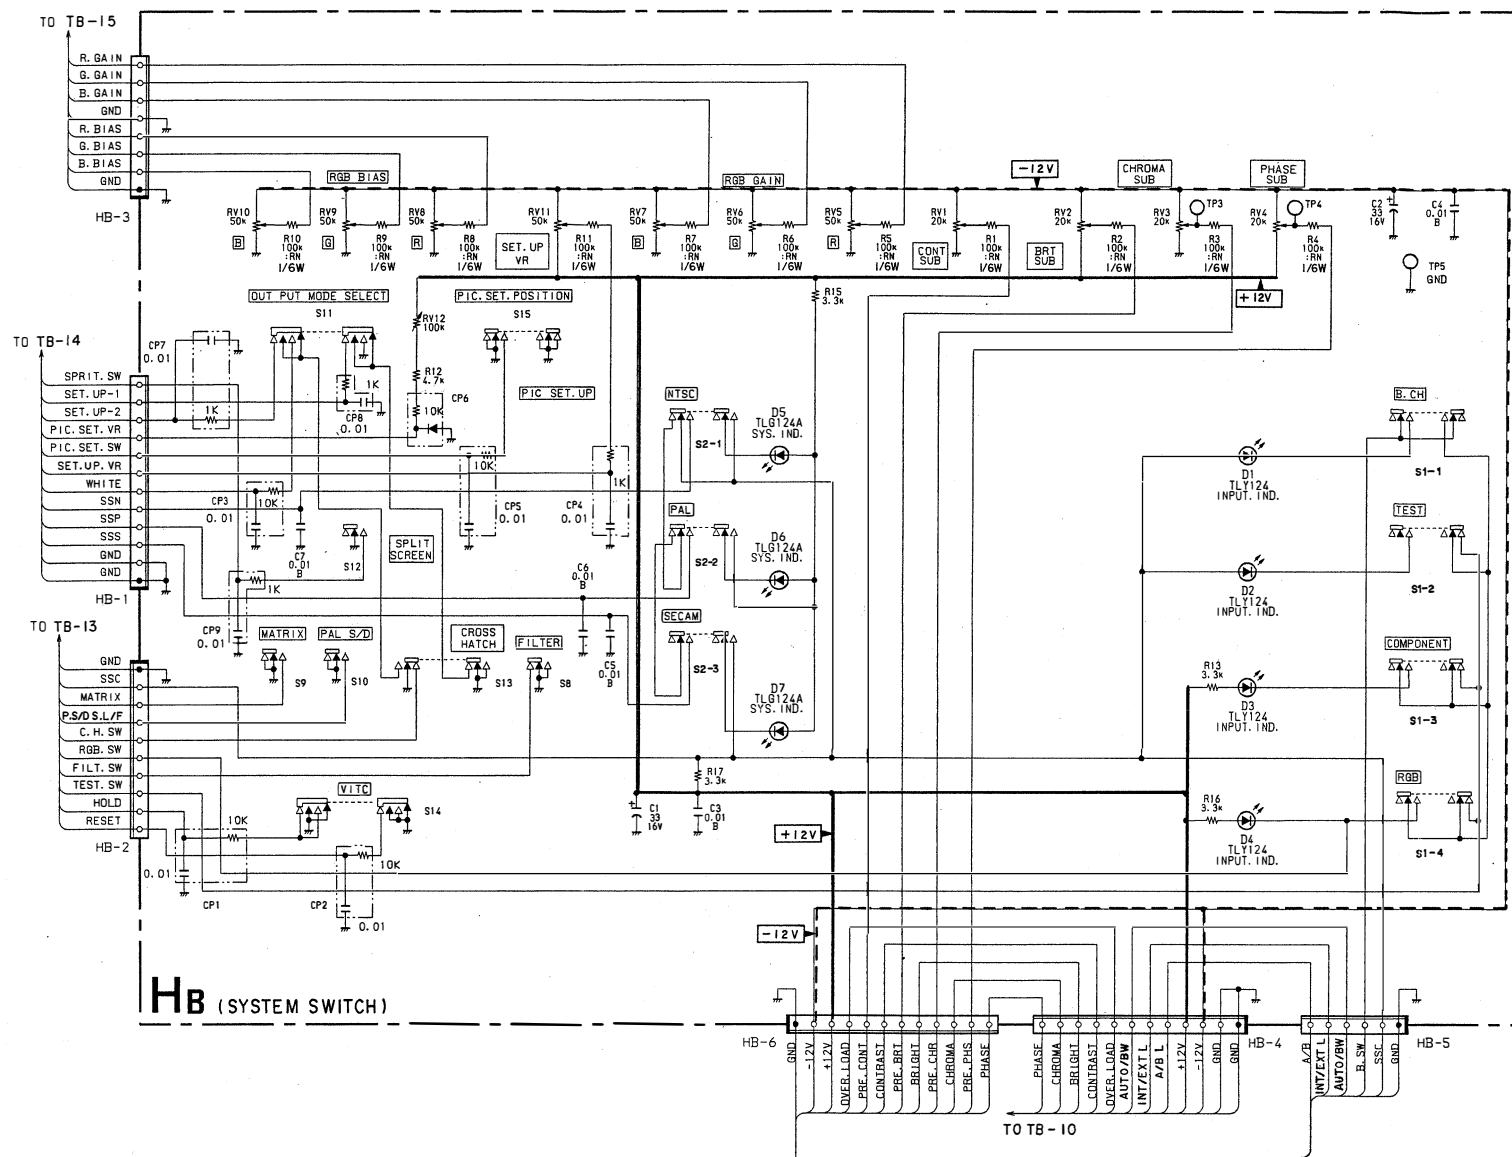 TO TB-15
R. GAIN
G. GAIN
B. GAIN
GND
R. BIAS
G. BIAS
B. BIAS
GND
HB-3
RGB BIAS
RGB GAIN
-12V
CHROMA
SUB
PHASE
SUB
RV10
50k
B
R10
100k
:RN
1/6W
RV9
50k
G
R9
100k
:RN
1/6W
RV8
50k
R
R8
100k
:RN
1/6W
RV11
50k
SET. UP
VR
R11
100k
:RN
1/6W
RV7
50k
B
R7
100k
:RN
1/6W
RV6
50k
G
R6
100k
:RN
1/6W
RV5
50k
R
R5
100k
:RN
1/6W
RV1
20k
CONT
SUB
R1
100k
:RN
1/6W
RV2
20k
BRT
SUB
R2
100k
:RN
1/6W
RV3
20k
TP3
R3
100k
:RN
1/6W
RV4
20k
TP4
R4
100k
:RN
1/6W
C2
33
16V
C4
0.01
B
TP5
GND
+12V
R15
3.3k
OUT PUT MODE SELECT
S11
PIC. SET. POSITION
S15
RV12
100k
R12
4.7k
10K
CP6
PIC SET. UP
TO TB-14
SPRIT. SW
SET. UP-1
SET. UP-2
PIC. SET. VR
PIC. SET. SW
SET. UP. VR
WHITE
SSN
SSP
SSS
GND
GND
HB-1
CP7
0.01
1K
1K
CP8
0.01
CP3
0.01
10K
C7
0.01
B
S12
SPLIT
SCREEN
10K
CP5
0.01
CP4
0.01
1K
1K
CP9
0.01
C6
0.01
B
C5
0.01
B
NTSC
S2-1
D5
TLG124A
SYS. IND.
PAL
S2-2
D6
TLG124A
SYS. IND.
SECAM
S2-3
D7
TLG124A
SYS. IND.
B. CH
S1-1
D1
TLY124
INPUT. IND.
TEST
S1-2
D2
TLY124
INPUT. IND.
COMPONENT
S1-3
R13
3.3k
D3
TLY124
INPUT. IND.
RGB
S1-4
R16
3.3k
D4
TLY124
INPUT. IND.
TO TB-13
GND
SSC
MATRIX
P.S/D S.L/F
C. H. SW
RGB. SW
FILT. SW
TEST. SW
HOLD
RESET
HB-2
MATRIX
S9
PAL S/D
S10
CROSS
HATCH
S13
FILTER
S8
VITC
S14
10K
0.01
CP1
10K
CP2
0.01
R17
3.3k
C1
33
16V
C3
0.01
B
+12V
-12V
HB (SYSTEM SWITCH)
HB-6
GND
-12V
+12V
OVER. LOAD
PRE. CONT
CONTRAST
PRE. BRT
BRIGHT
PRE. CHR
CHROMA
PRE. PHS
PHASE
PHASE
CHROMA
BRIGHT
CONTRAST
OVER. LOAD
AUTO/BW
INT/EXT L
A/B L
+12V
-12V
GND
GND
HB-4
A/B
INT/EXT L
AUTO/BW
B. SW
SSC
GND
HB-5
TO TB-10